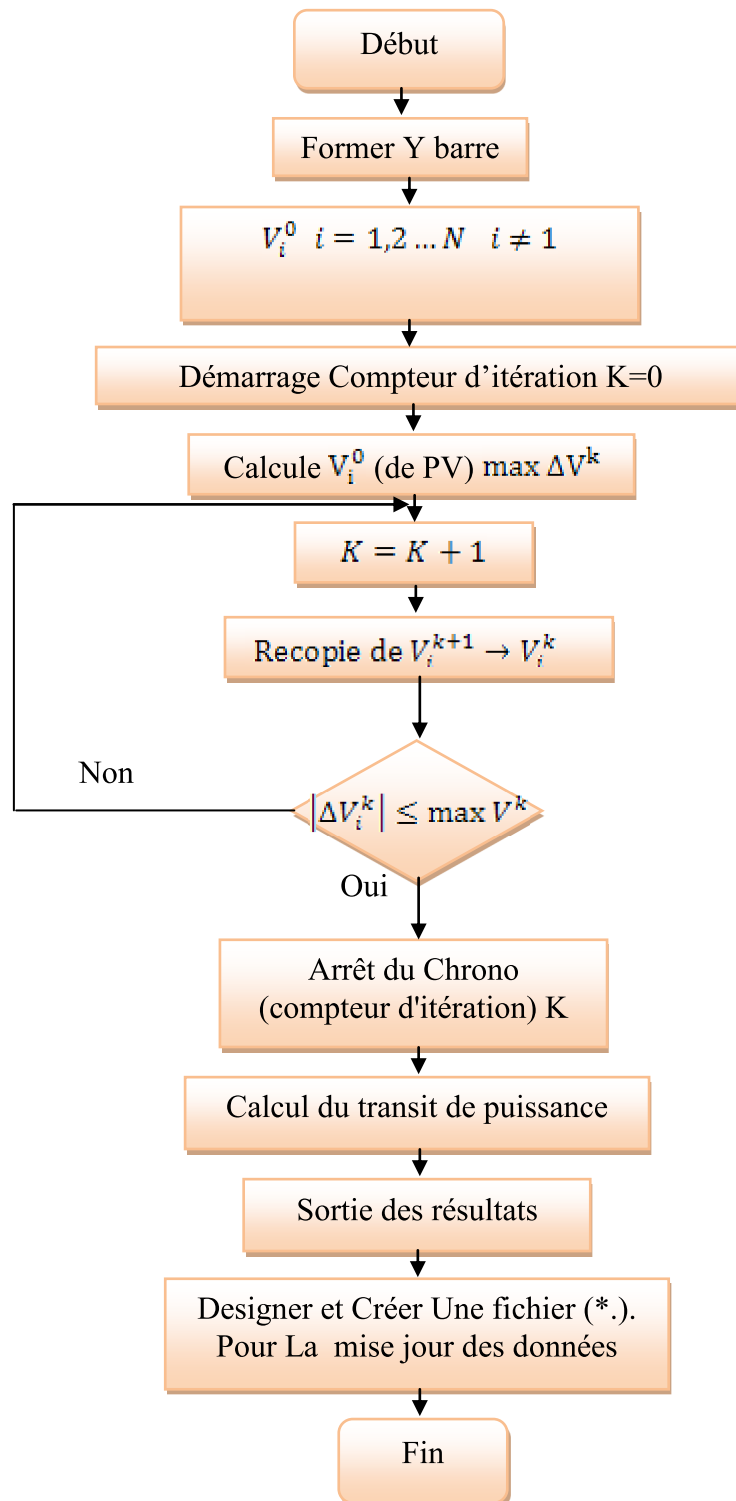 Début
Former Y barre
V_i^0 i = 1,2 … N i ≠ 1
Démarrage Compteur d’itération K=0
Calcule V_i^0 (de PV) max ΔV^k
K = K + 1
Recopie de V_i^{k+1} → V_i^k
Non
|ΔV_i^k| ≤ max V^k
Oui
Arrêt du Chrono
(compteur d'itération) K
Calcul du transit de puissance
Sortie des résultats
Designer et Créer Une fichier (*.).
Pour La mise jour des données
Fin